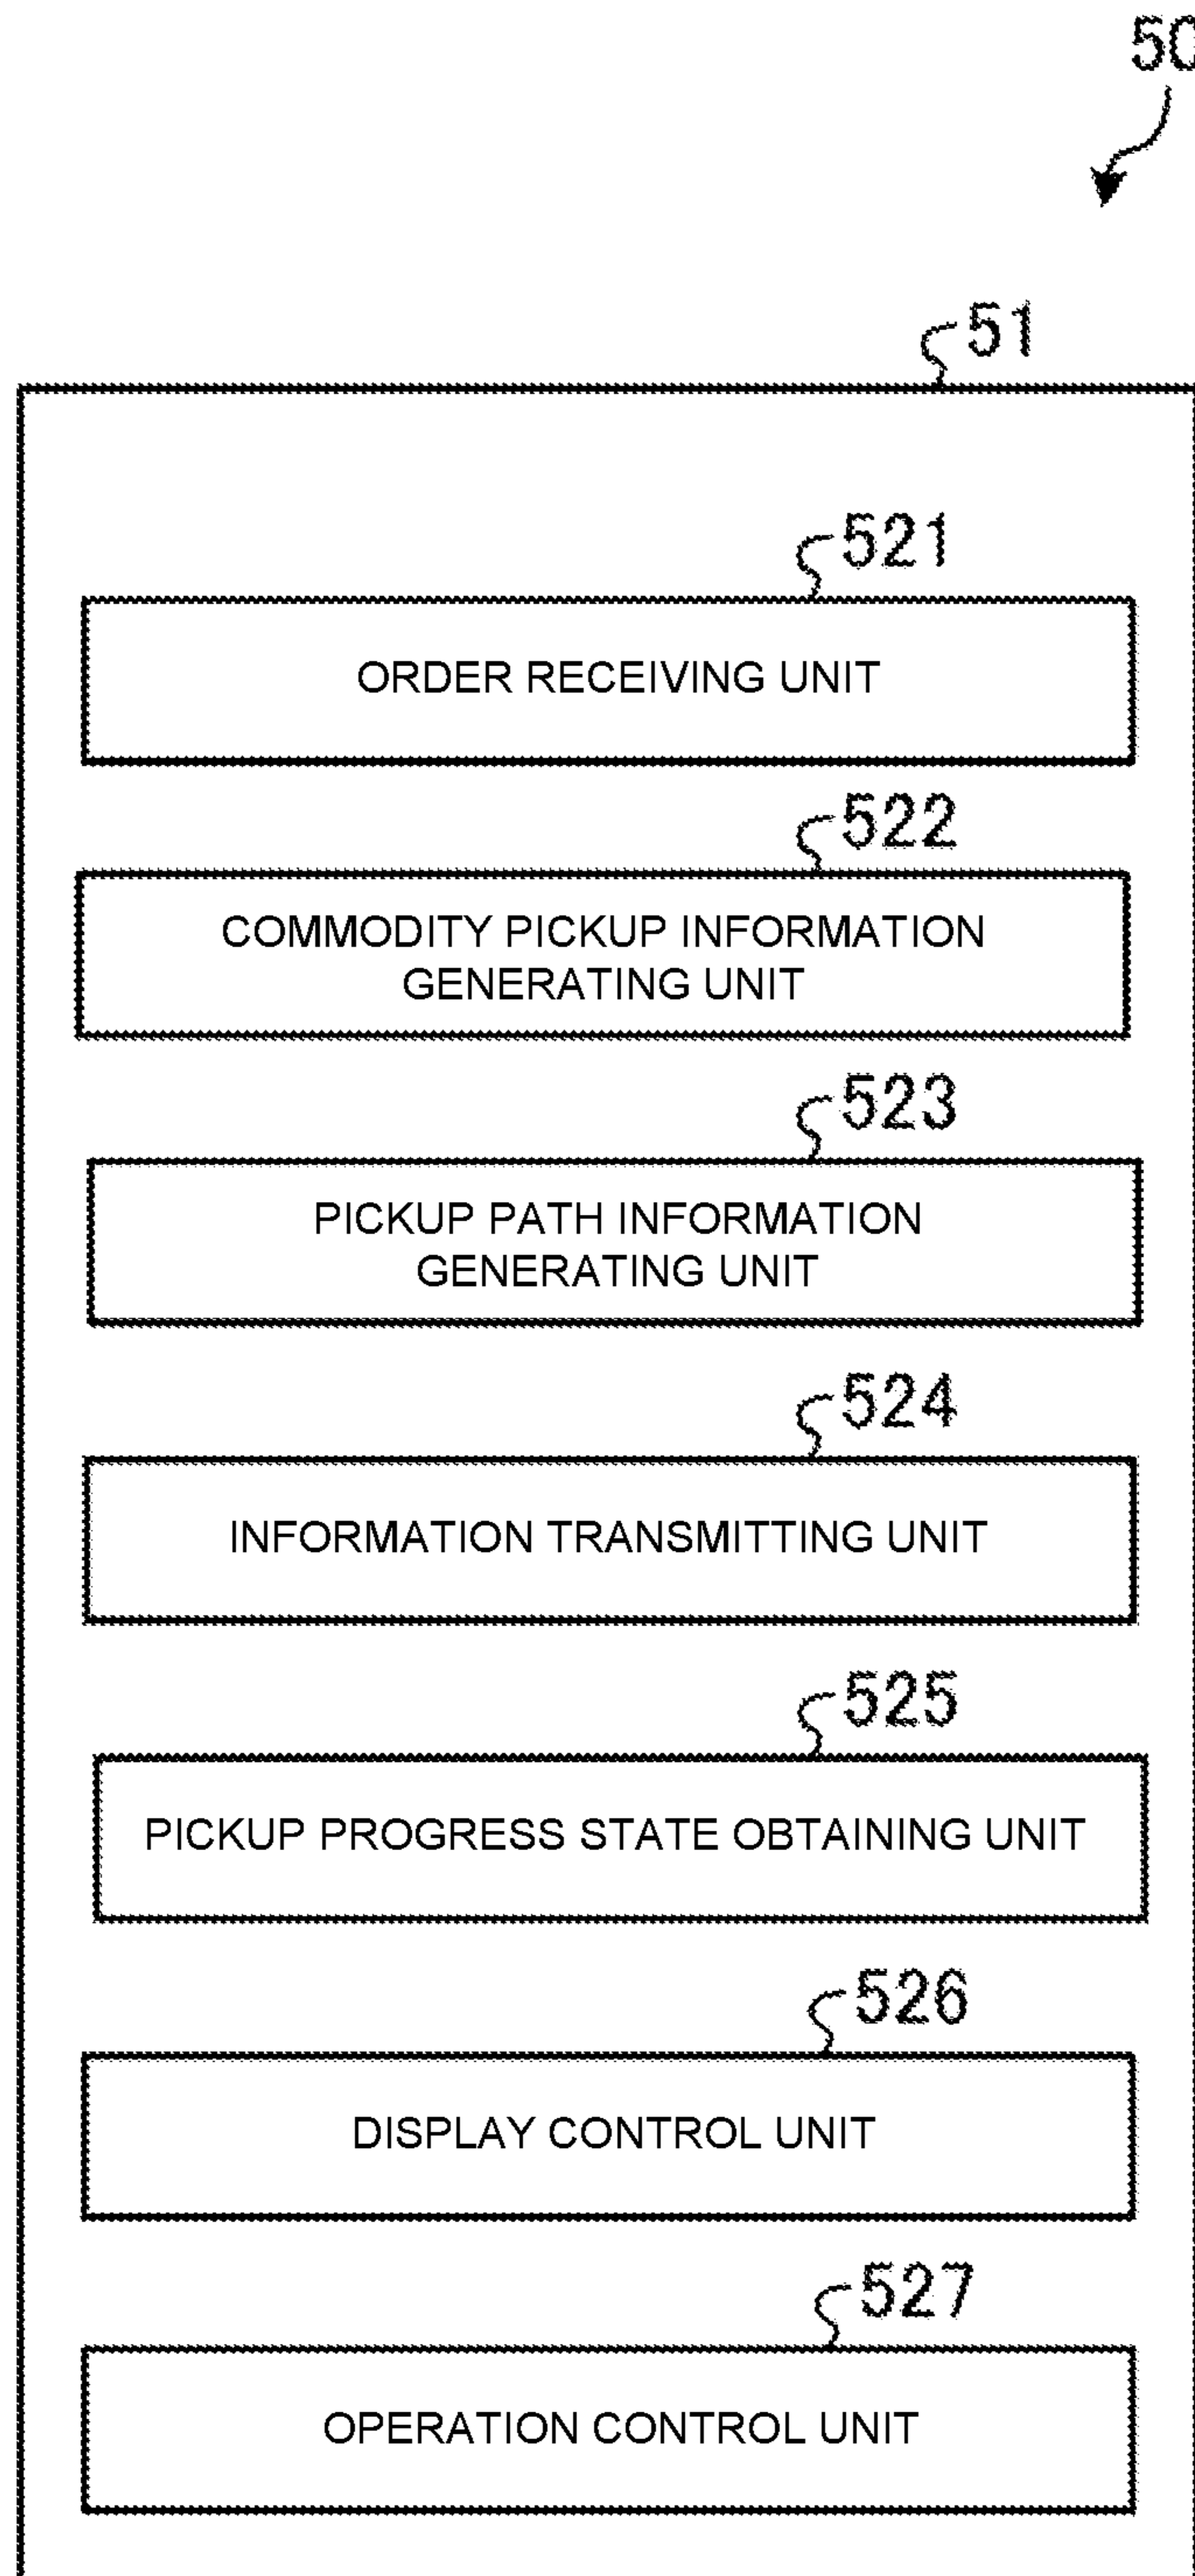 50
51
521
ORDER RECEIVING UNIT
522
COMMODITY PICKUP INFORMATION
GENERATING UNIT
523
PICKUP PATH INFORMATION
GENERATING UNIT
524
INFORMATION TRANSMITTING UNIT
525
PICKUP PROGRESS STATE OBTAINING UNIT
526
DISPLAY CONTROL UNIT
527
OPERATION CONTROL UNIT